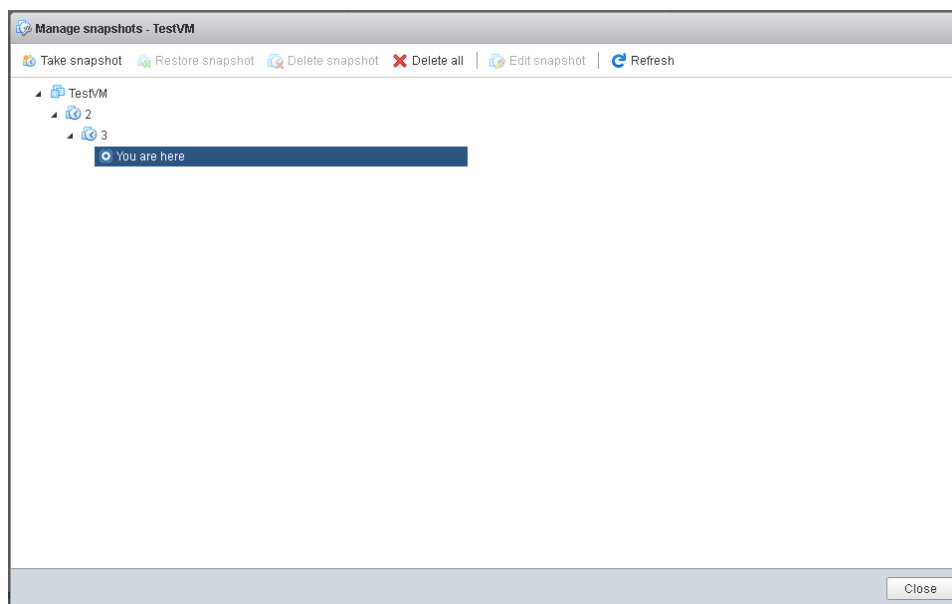 Manage snapshots - TestVM
Take snapshot Restore snapshot Delete snapshot Delete all Edit snapshot Refresh
TestVM
2
3
You are here
Close